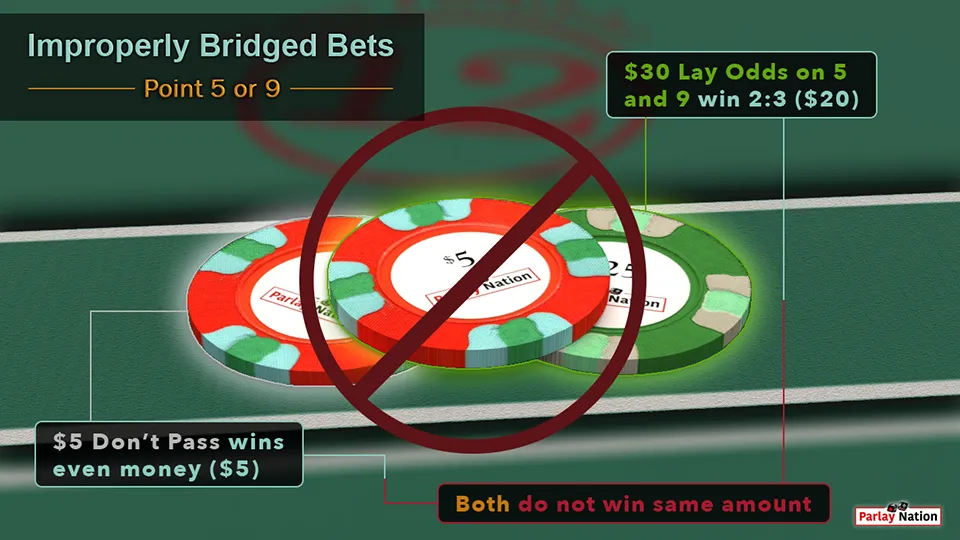 Improperly Bridged Bets
Point 5 or 9
$30 Lay Odds on 5
and 9 win 2:3 ($20)
12
$5
Parlay Nation
25
Nation
Parlay
$5 Don't Pass wins
even money ($5)
Both do not win same amount
Parlay Nation